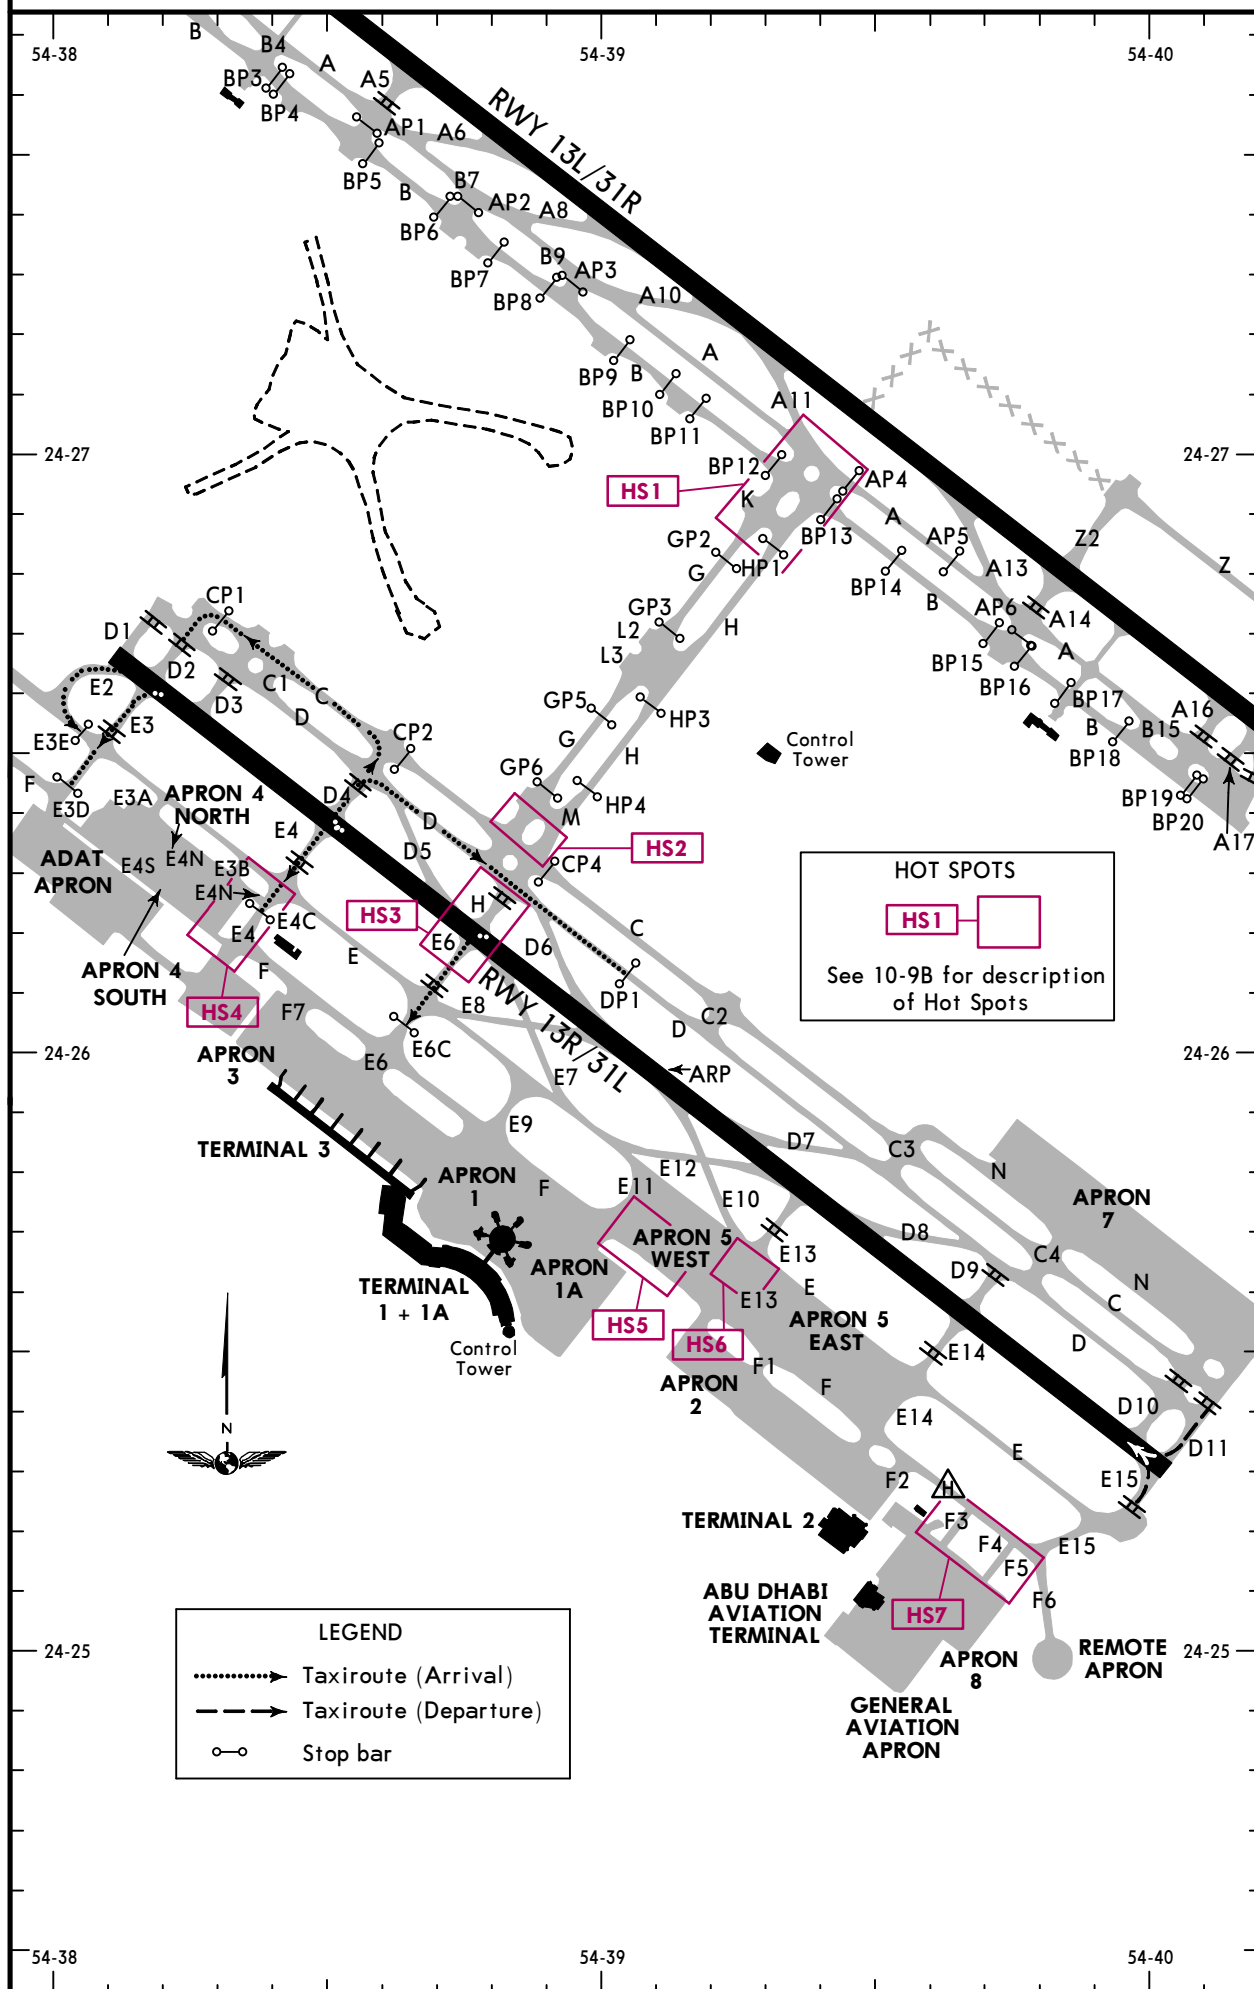 54-38
54-39
54-40
B
B4
A
BP3
BP4
A5
AP1
A6
RWY 13L/31R
BP5
B
B7
AP2
A8
BP6
BP7
B9
AP3
BP8
A10
A
BP9
B
BP10
A11
BP11
24-27
24-27
BP12
HS1
K
AP4
A
BP13
GP2
HP1
AP5
Z2
G
BP14
A13
Z
B
CP1
GP3
AP6
A14
D1
L2
H
L3
BP15
A
D2
BP16
C1
C
E2
D3
D
GP5
BP17
E3
HP3
A16
E3E
CP2
G
H
Control
Tower
B
B15
BP18
GP6
F
E3D
E3A
APRON 4
NORTH
D4
HP4
BP19
BP20
M
D
E4
A17
ADAT
APRON
E4S
E4N
E3B
D5
HS2
CP4
HOT SPOTS
E4N
H
HS1
E4C
HS3
E4
E6
D6
C
See 10-9B for description
of Hot Spots
APRON 4
SOUTH
F
E
RWY 13R/31L
DP1
HS4
F7
E8
C2
D
24-26
24-26
APRON
3
E6
E6C
E7
ARP
TERMINAL 3
E9
D7
C3
E12
N
APRON
1
F
E11
E10
APRON
7
APRON 5
WEST
D8
E13
C4
TERMINAL
1 + 1A
APRON
1A
D9
N
E13
E
C
HS5
APRON 5
EAST
Control
Tower
HS6
E14
D
F1
APRON
2
F
D10
E14
N
D11
E
F2
H
E15
TERMINAL 2
F3
F4
E15
F5
ABU DHABI
AVIATION
TERMINAL
HS7
F6
LEGEND
24-25
24-25
Taxiroute (Arrival)
APRON
8
REMOTE
APRON
Taxiroute (Departure)
GENERAL
AVIATION
APRON
Stop bar
54-38
54-39
54-40